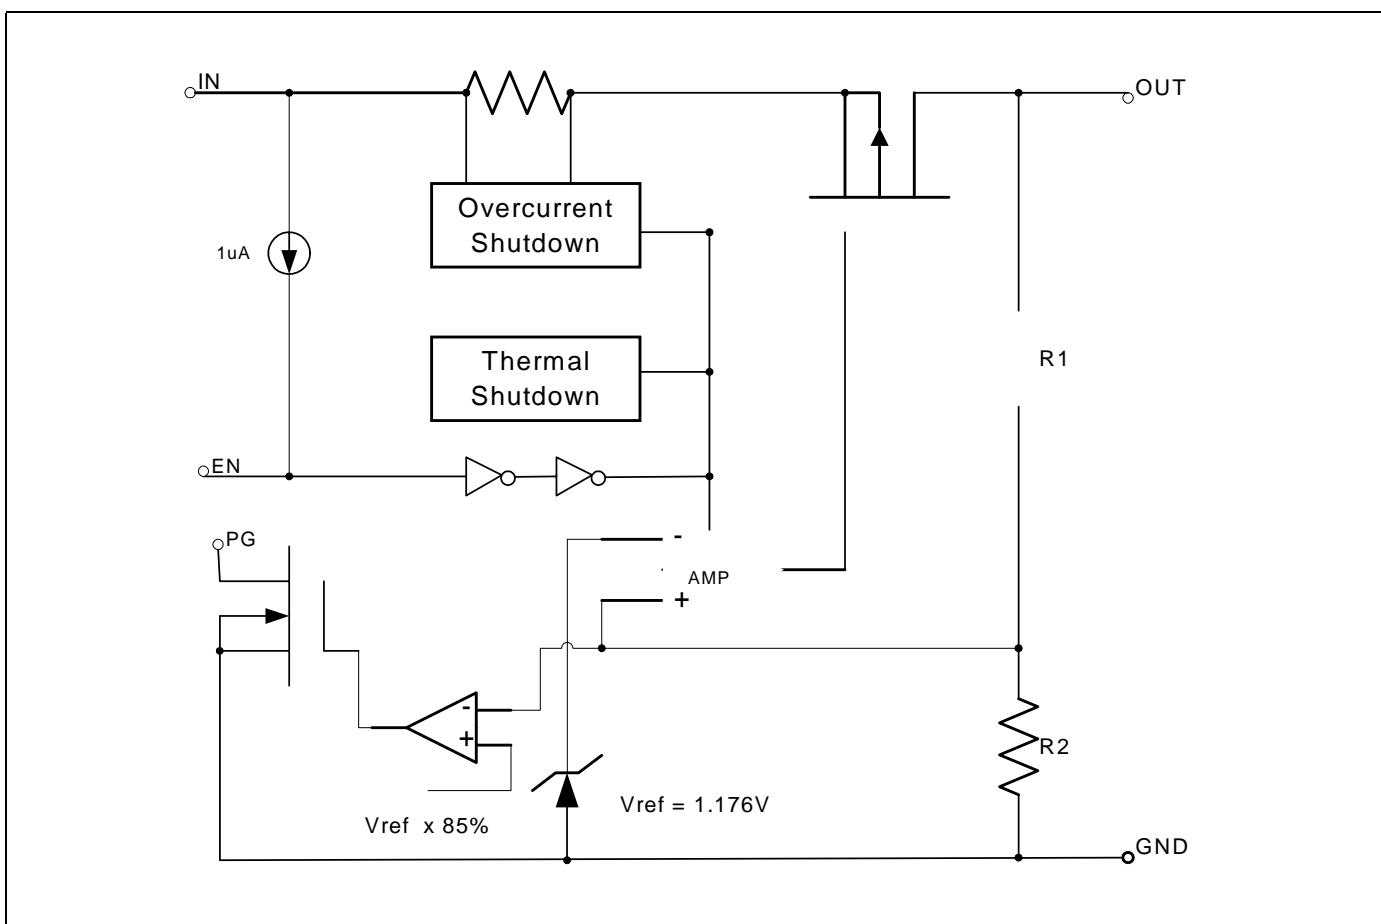 IN
OUT
Overcurrent
Shutdown
1uA
Thermal
Shutdown
R1
EN
PG
-
AMP
+
-
+
R2
Vref = 1.176V
Vref x 85%
GND